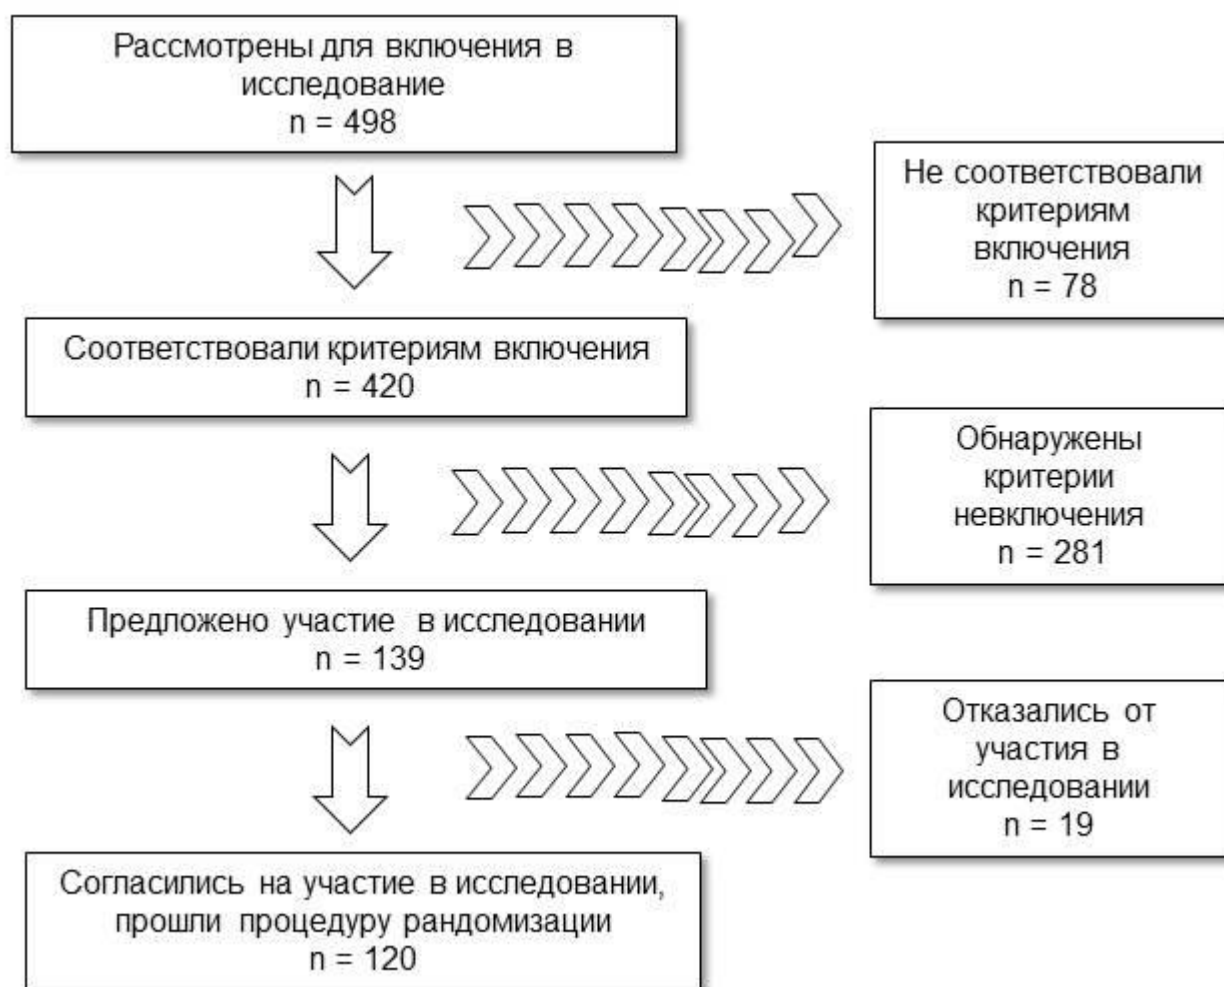 Рассмотрены для включения в
исследование
n = 498
Не соответствовали
критериям
включения
n = 78
Соответствовали критериям включения
n = 420
Обнаружены
критерии
невключения
n = 281
Предложено участие в исследовании
n = 139
Отказались от
участия в
исследовании
n = 19
Согласились на участие в исследовании,
прошли процедуру рандомизации
n = 120